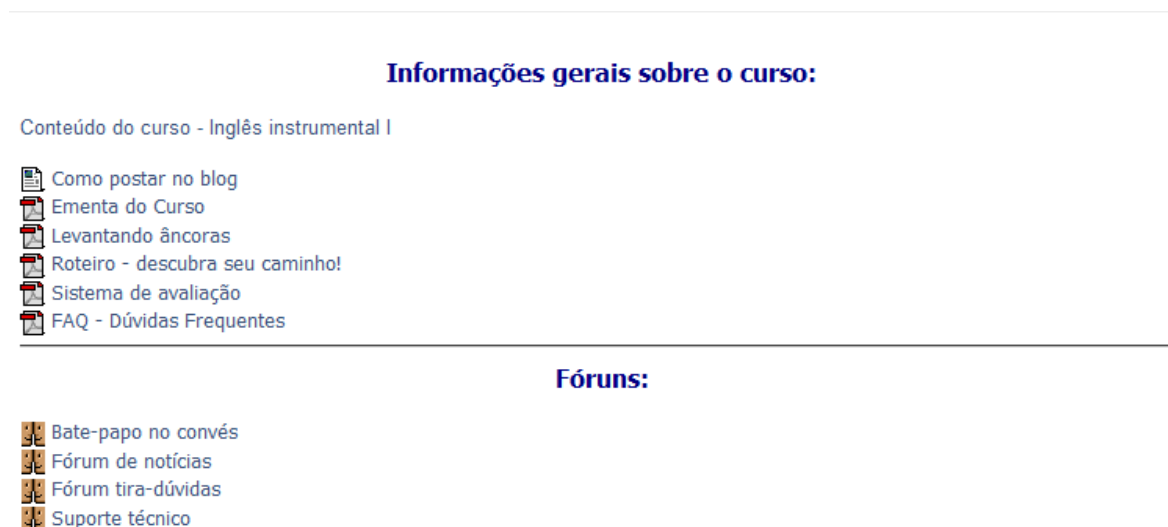 Informações gerais sobre o curso:
Conteúdo do curso - Inglês instrumental I
Como postar no blog
Ementa do Curso
Levantando âncoras
Roteiro - descubra seu caminho!
Sistema de avaliação
FAQ - Dúvidas Frequentes
Fóruns:
Bate-papo no convés
Fórum de notícias
Fórum tira-dúvidas
Suporte técnico